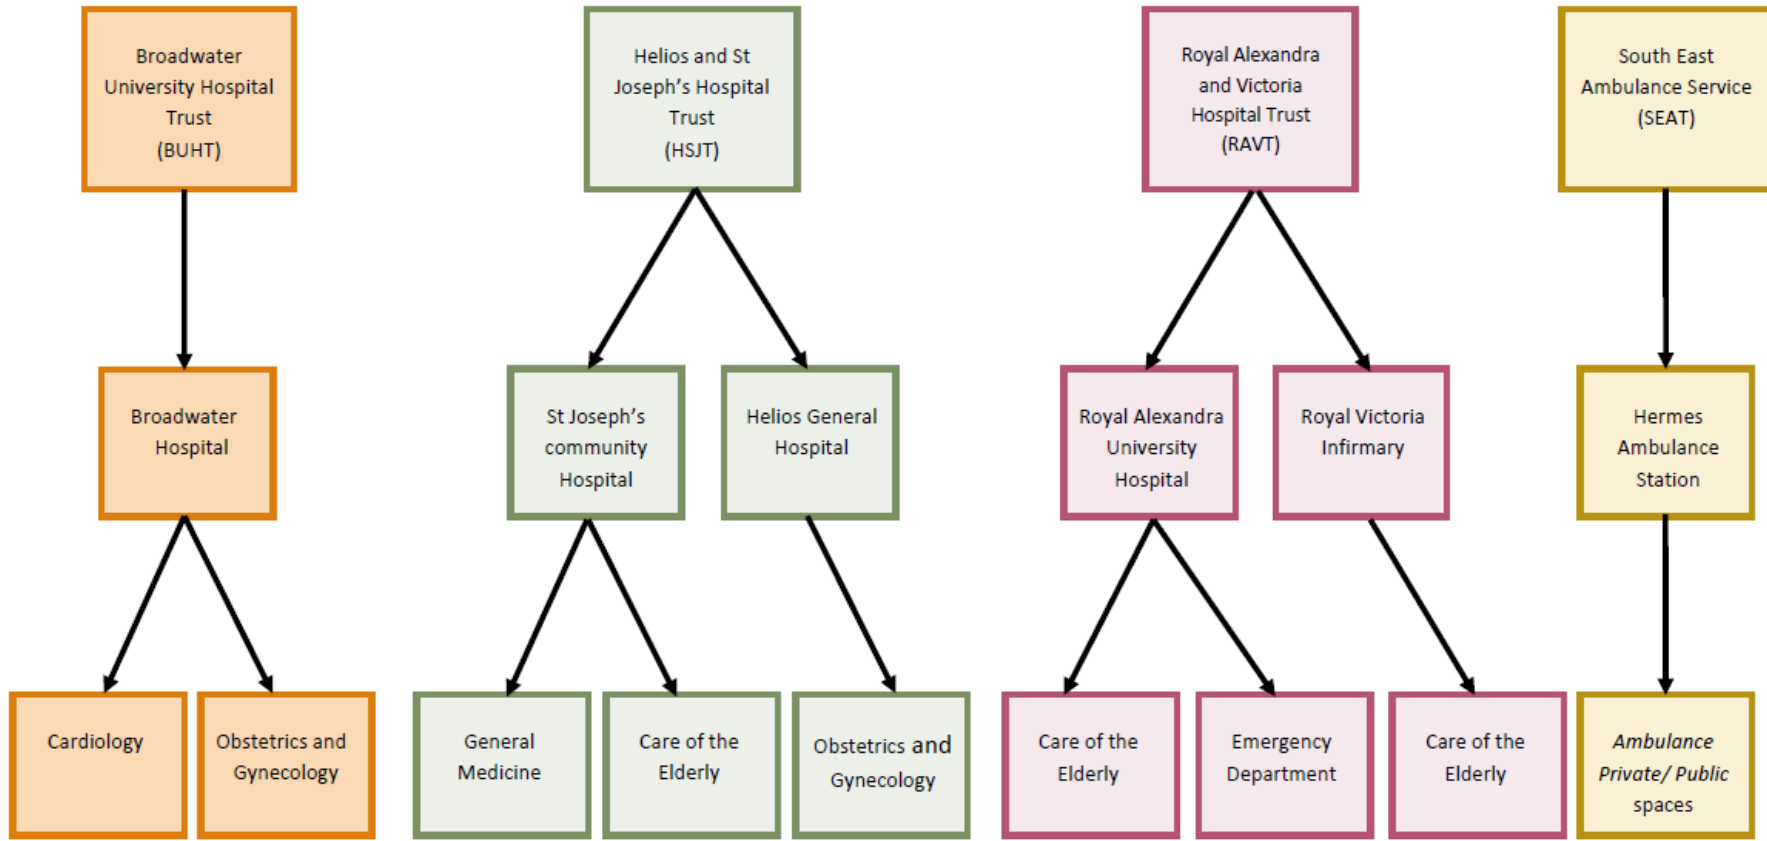 Broadwater
University Hospital
Trust
(BUHT)
Helios and St
Joseph's Hospital
Trust
(HSJT)
Royal Alexandra
and Victoria
Hospital Trust
(RAVT)
South East
Ambulance Service
(SEAT)
Broadwater
Hospital
St Joseph's
community
Hospital
Helios General
Hospital
Royal Alexandra
University
Hospital
Royal Victoria
Infirmary
Hermes
Ambulance
Station
Cardiology
Obstetrics and
Gynecology
General
Medicine
Care of the
Elderly
Obstetrics and
Gynecology
Care of the
Elderly
Emergency
Department
Care of the
Elderly
Ambulance
Private/ Public
spaces